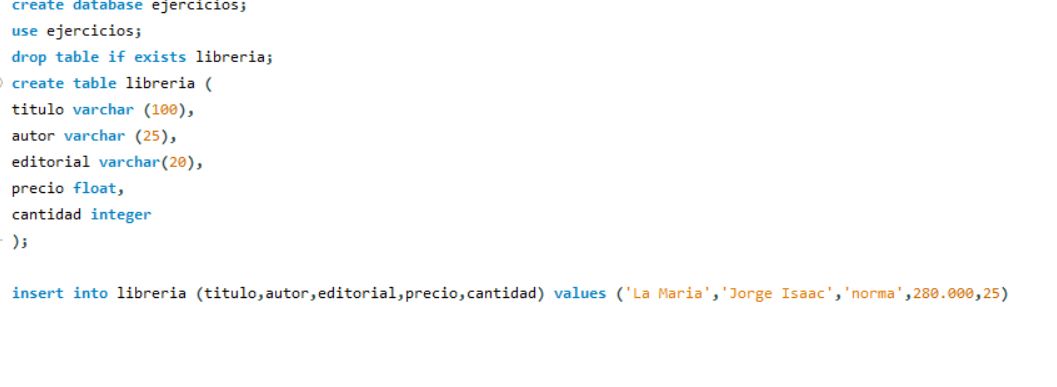 create database ejercicios;
use ejercicios;
drop table if exists libreria;
create table libreria (
titulo varchar (100),
autor varchar (25),
editorial varchar(20),
precio float,
cantidad integer
);
insert into libreria (titulo,autor,editorial,precio,cantidad) values ('La Maria','Jorge Isaac','norma',280.000,25)